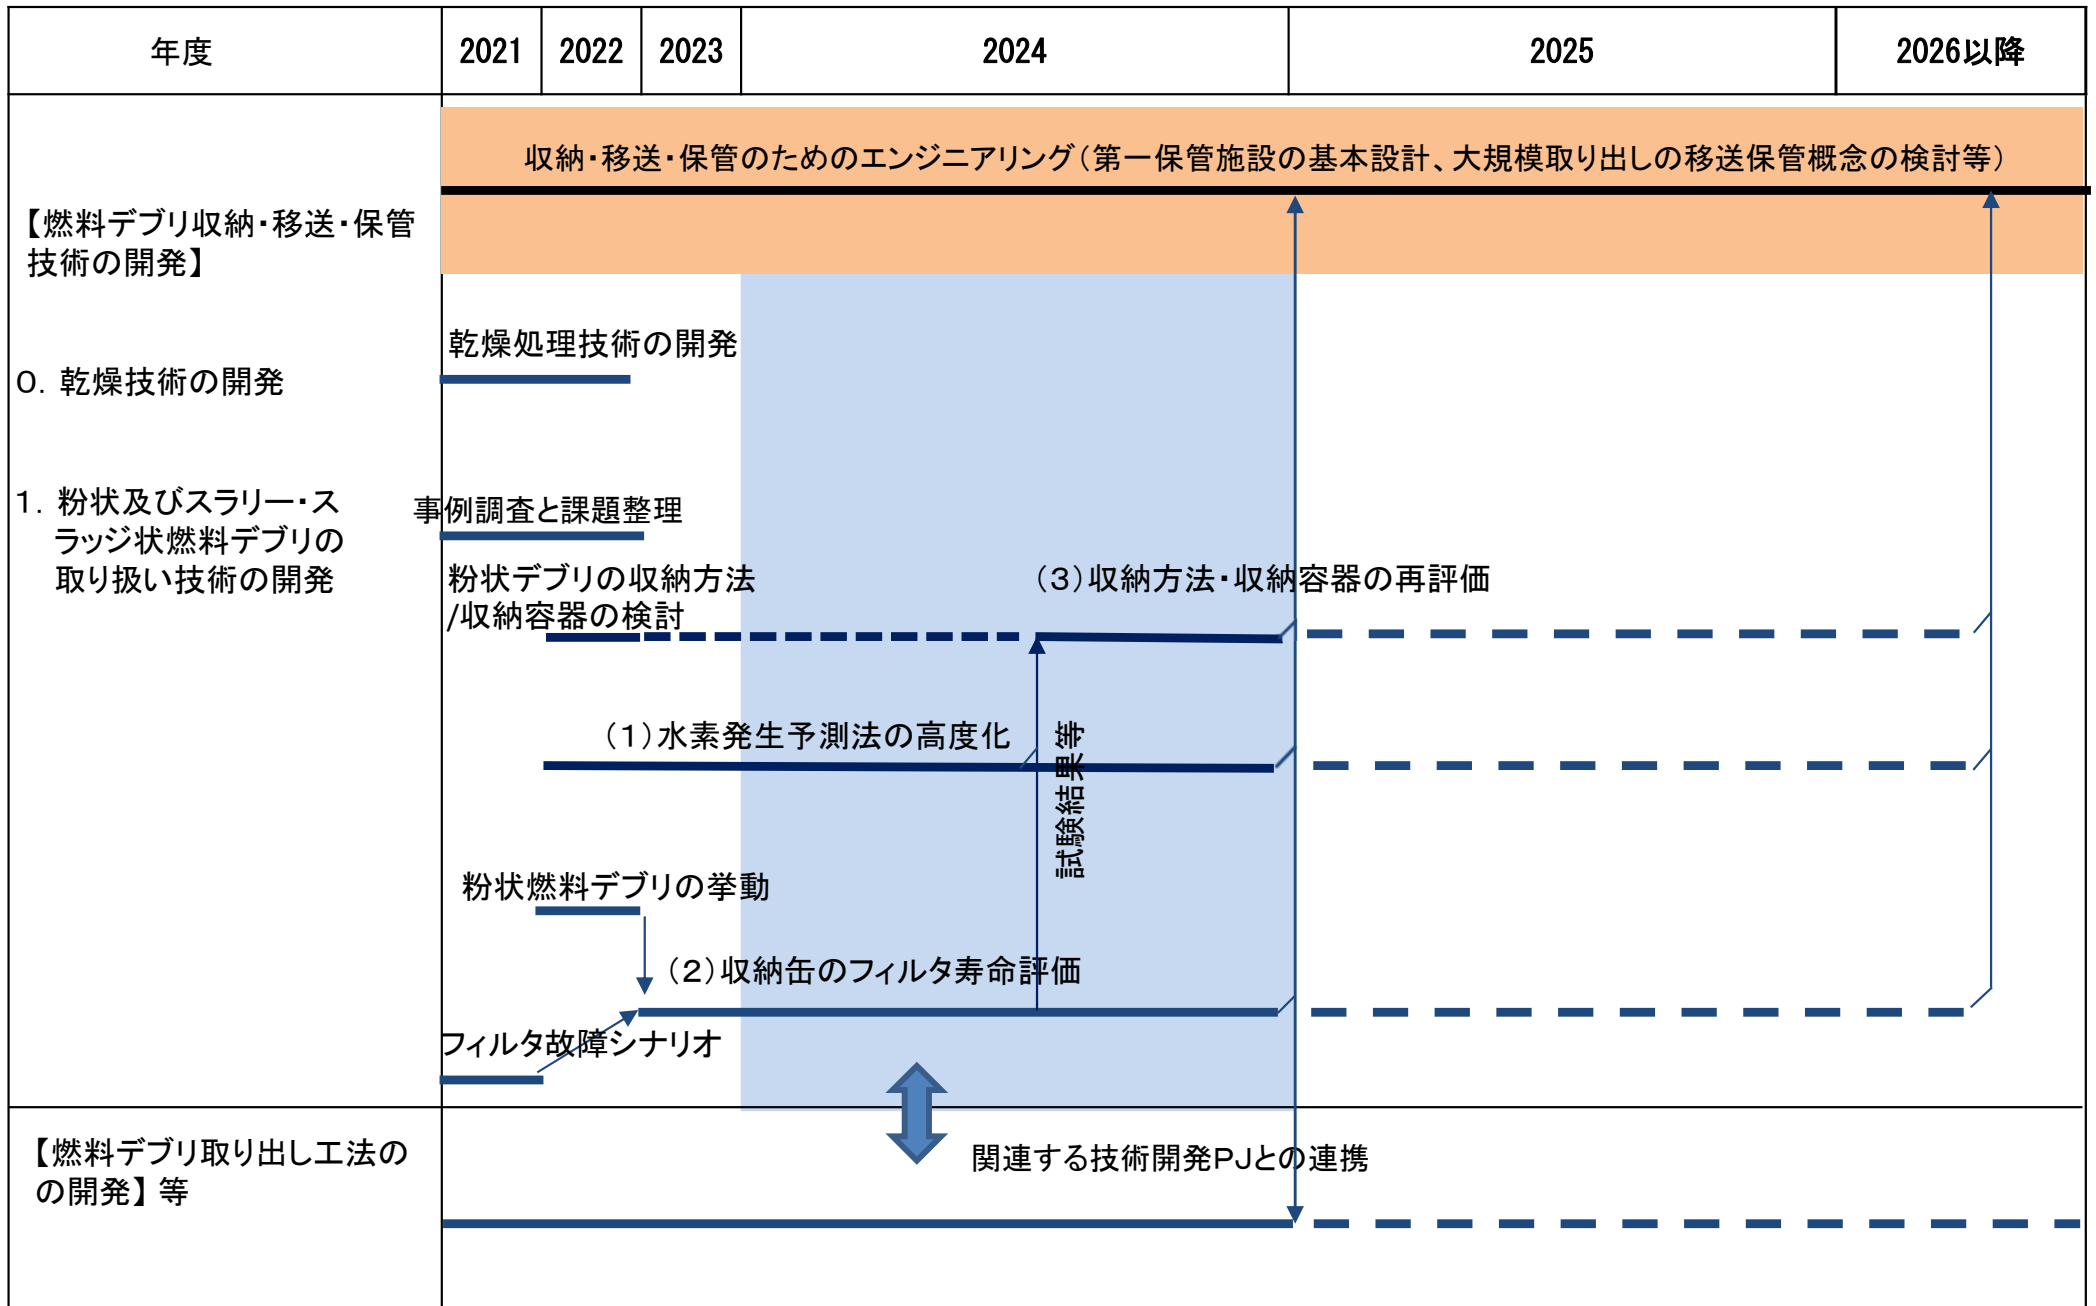 年度
2021
2022
2023
2024
2025
2026以降
収納・移送・保管のためのエンジニアリング（第一保管施設の基本設計、大規模取り出しの移送保管概念の検討等）
【燃料デブリ収納・移送・保管
技術の開発】
乾燥処理技術の開発
０．乾燥技術の開発
１．粉状及びスラリー・ス
ラッジ状燃料デブリの
取り扱い技術の開発
事例調査と課題整理
粉状デブリの収納方法
/収納容器の検討
（３）収納方法・収納容器の再評価
（１）水素発生予測法の高度化
試験結果等
粉状燃料デブリの挙動
（２）収納缶のフィルタ寿命評価
フィルタ故障シナリオ
【燃料デブリ取り出し工法の
の開発】 等
関連する技術開発PJとの連携